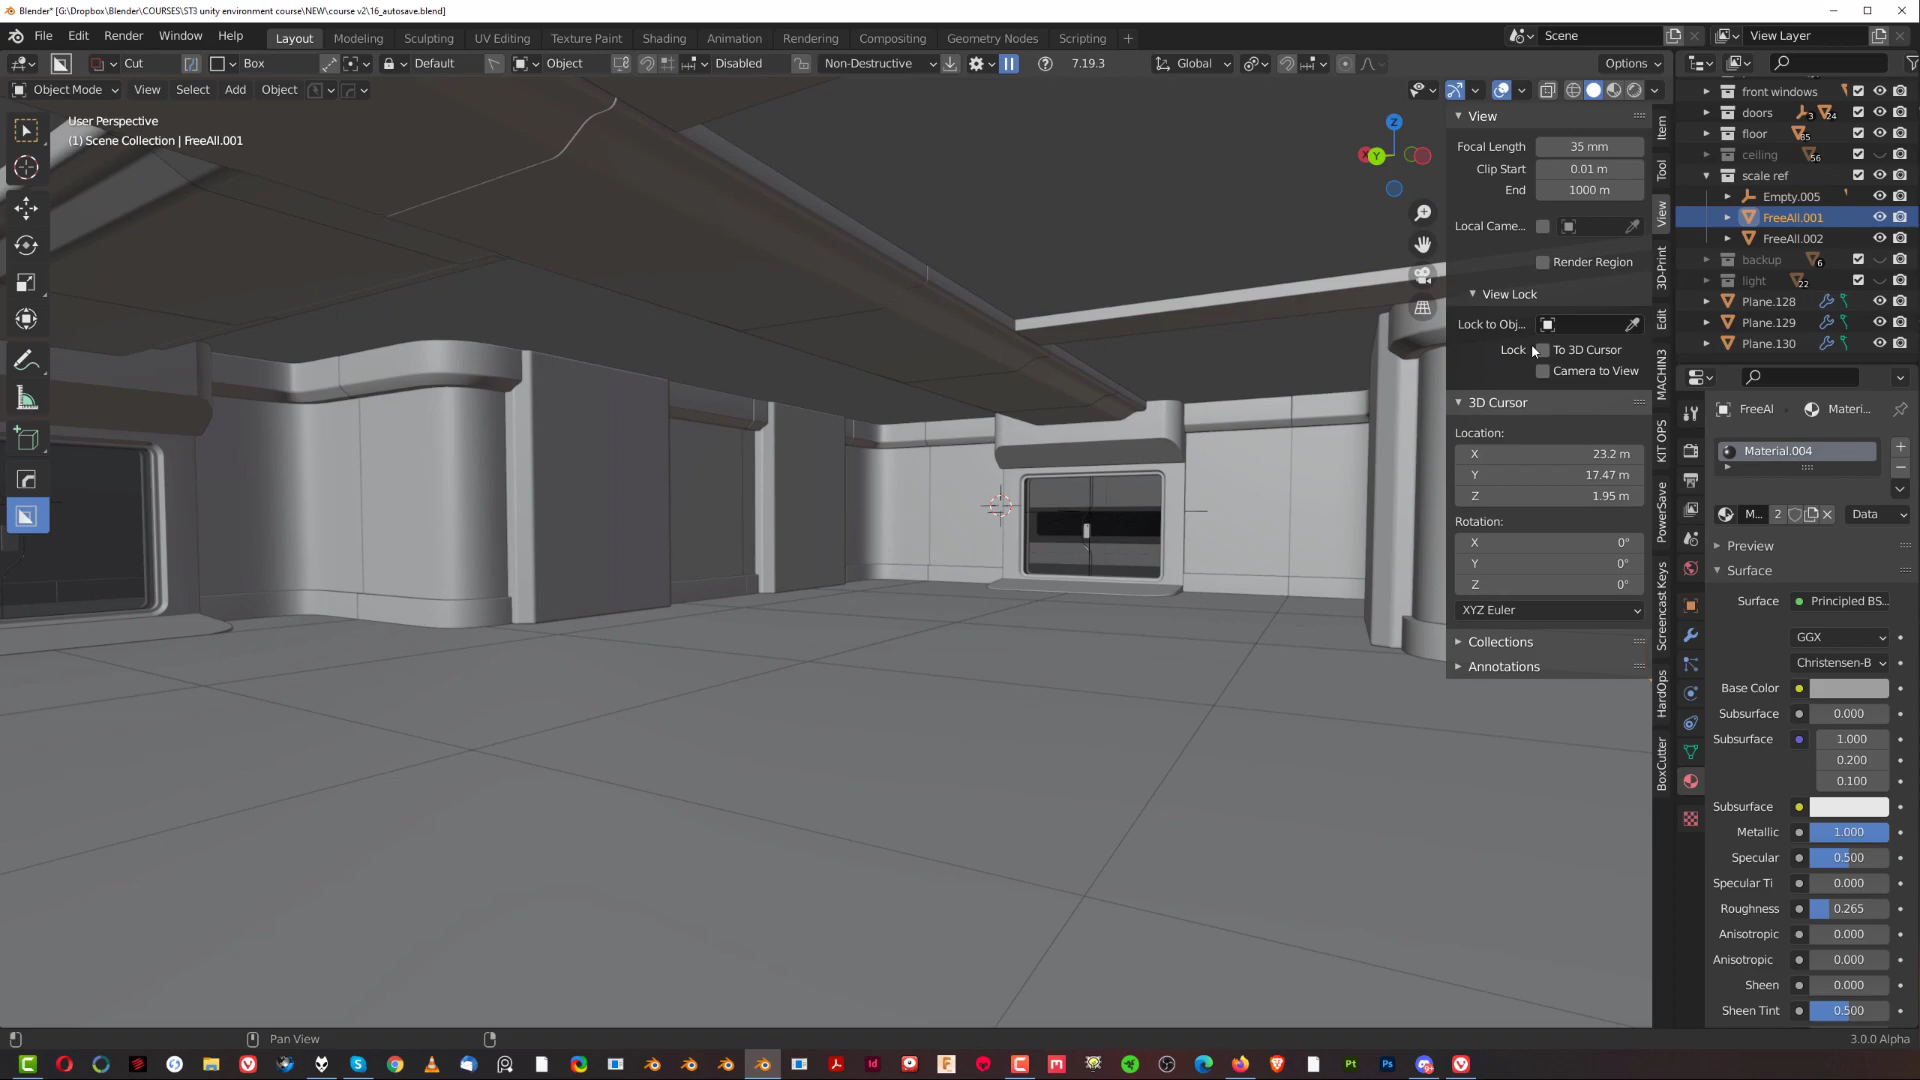 Blender* [G:\Dropbox\Blender\COURSES\ST3 unity environment course\NEW\course v2\16_autosave.blend]
File Edit Render Window Help Layout Modeling Sculpting UV Editing Texture Paint Shading Animation Rendering Compositing Geometry Nodes Scripting + Scene View Layer
Cut Box Default Object Disabled Non-Destructive 7.19.3 Global Options
Object Mode View Select Add Object
User Perspective
(1) Scene Collection | FreeAll.001
Z
X
Y
View
Focal Length 35 mm
Clip Start 0.01 m
End 1000 m
Local Came...
Render Region
View Lock
Lock to Obj...
Lock To 3D Cursor
Camera to View
3D Cursor
Location:
X 23.2 m
Y 17.47 m
Z 1.95 m
Rotation:
X 0°
Y 0°
Z 0°
XYZ Euler
Collections
Annotations
Item
Tool
View
3D-Print
Edit
MACHIN3
KIT OPS
PowerSave
Screencast Keys
HardOps
BoxCutter
front windows
doors 3 24
floor 85
ceiling 56
scale ref
Empty.005
FreeAll.001
FreeAll.002
backup 6
light 22
Plane.128
Plane.129
Plane.130
FreeAl Materi...
Material.004
M... 2 Data
Preview
Surface
Surface Principled BS...
GGX
Christensen-B
Base Color
Subsurface 0.000
Subsurface 1.000
0.200
0.100
Subsurface
Metallic 1.000
Specular 0.500
Specular Ti 0.000
Roughness 0.265
Anisotropic 0.000
Anisotropic 0.000
Sheen 0.000
Sheen Tint 0.500
Pan View
3.0.0 Alpha